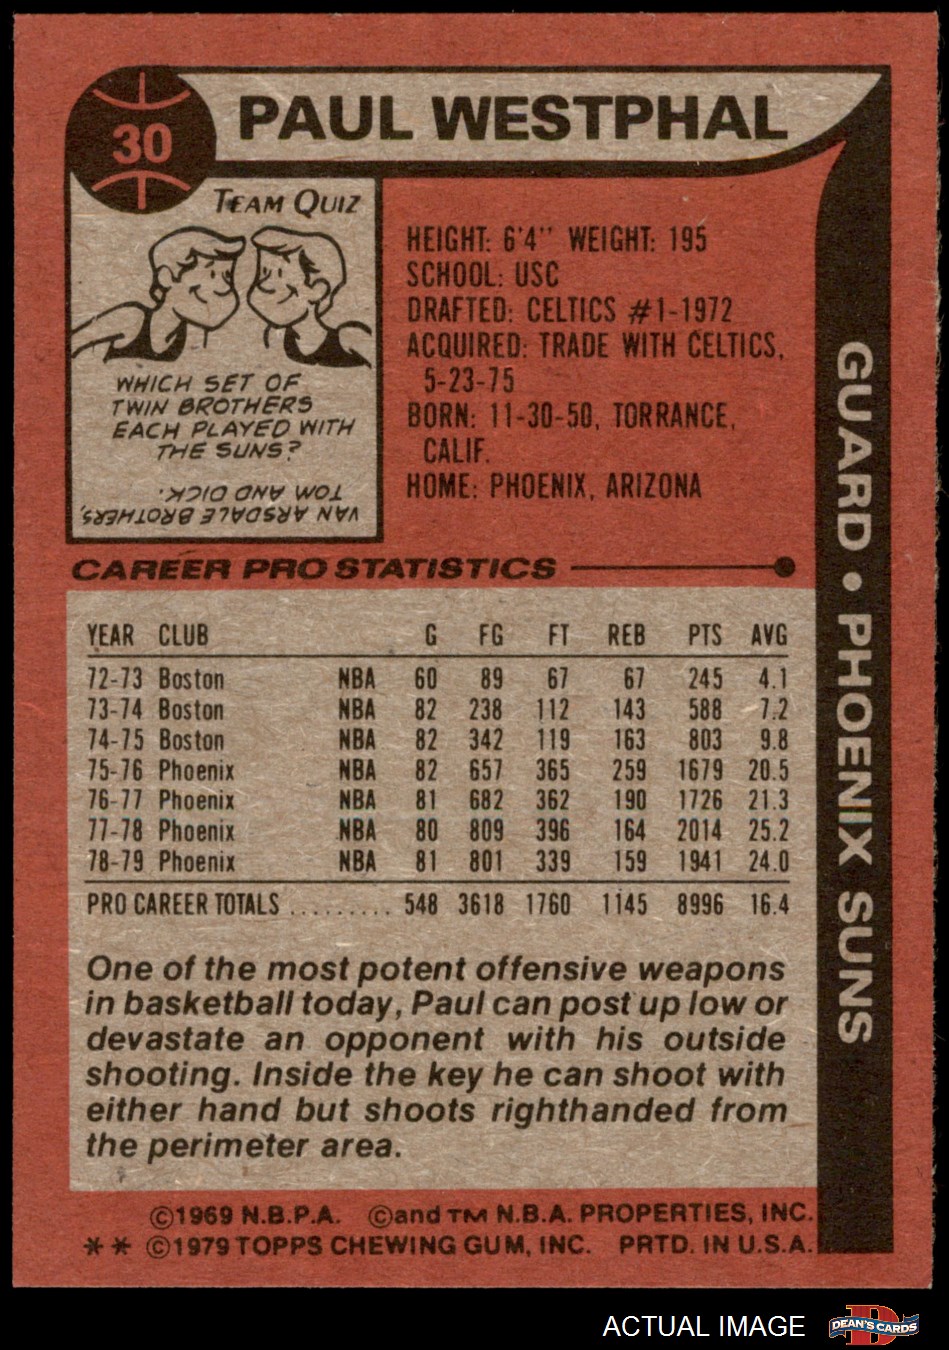 30
PAUL WESTPHAL
TEAM QUIZ
WHICH SET OF
TWIN BROTHERS
EACH PLAYED WITH
THE SUNS?
VAN ARSDALE BROTHERS,
TOM AND DICK.
HEIGHT: 6'4" WEIGHT: 195
SCHOOL: USC
DRAFTED: CELTICS #1-1972
ACQUIRED: TRADE WITH CELTICS,
5-23-75
BORN: 11-30-50, TORRANCE,
CALIF.
HOME: PHOENIX, ARIZONA
GUARD • PHOENIX SUNS
CAREER PRO STATISTICS
YEAR CLUB G FG FT REB PTS AVG
72-73 Boston NBA 60 89 67 67 245 4.1
73-74 Boston NBA 82 238 112 143 588 7.2
74-75 Boston NBA 82 342 119 163 803 9.8
75-76 Phoenix NBA 82 657 365 259 1679 20.5
76-77 Phoenix NBA 81 682 362 190 1726 21.3
77-78 Phoenix NBA 80 809 396 164 2014 25.2
78-79 Phoenix NBA 81 801 339 159 1941 24.0
PRO CAREER TOTALS .......... 548 3618 1760 1145 8996 16.4
One of the most potent offensive weapons
in basketball today, Paul can post up low or
devastate an opponent with his outside
shooting. Inside the key he can shoot with
either hand but shoots righthanded from
the perimeter area.
©1969 N.B.P.A. ©and TM N.B.A. PROPERTIES, INC.
** ©1979 TOPPS CHEWING GUM, INC. PRTD. IN U.S.A.
ACTUAL IMAGE
DEAN'S CARDS